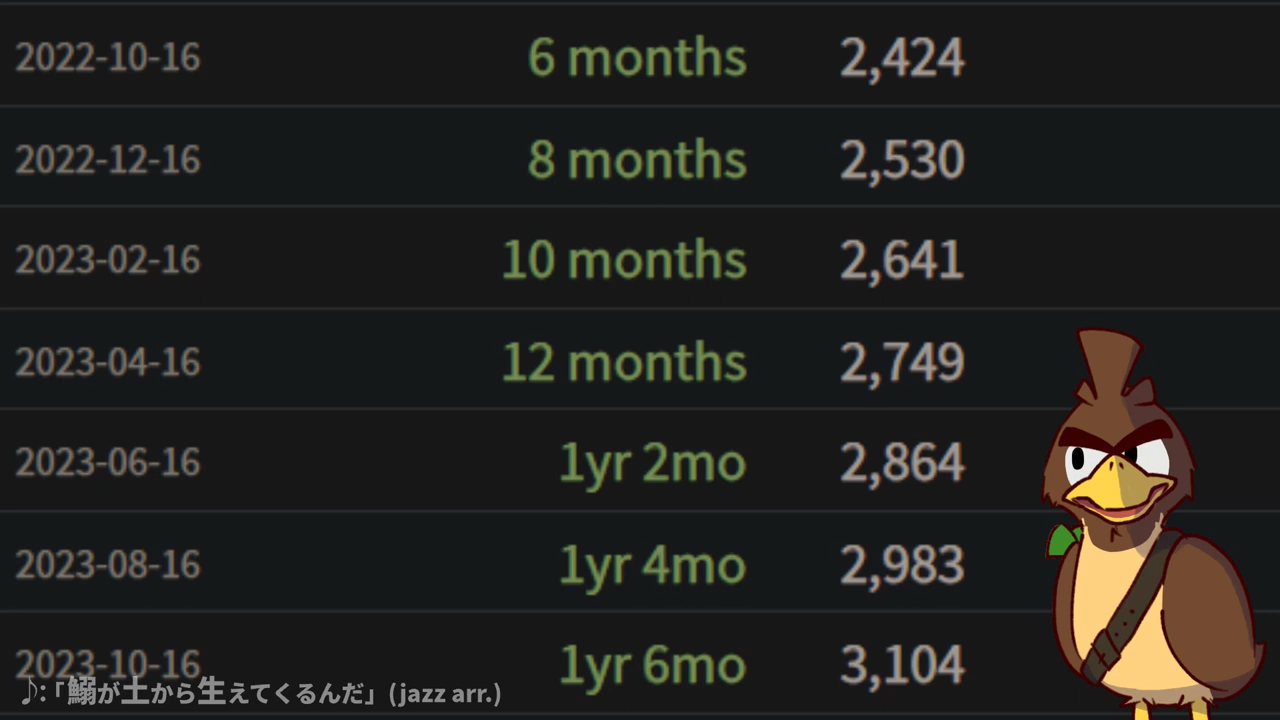 2022-10-16 6 months 2,424
2022-12-16 8 months 2,530
2023-02-16 10 months 2,641
2023-04-16 12 months 2,749
2023-06-16 1yr 2mo 2,864
2023-08-16 1yr 4mo 2,983
2023-10-16 1yr 6mo 3,104
♪:「鰯が土から生えてくるんだ」(jazz arr.)